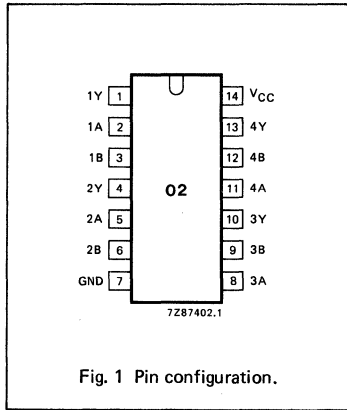 1Y 1 14 VCC
1A 2 13 4Y
1B 3 12 4B
2Y 4 02 11 4A
2A 5 10 3Y
2B 6 9 3B
GND 7 8 3A
7Z87402.1
Fig. 1 Pin configuration.